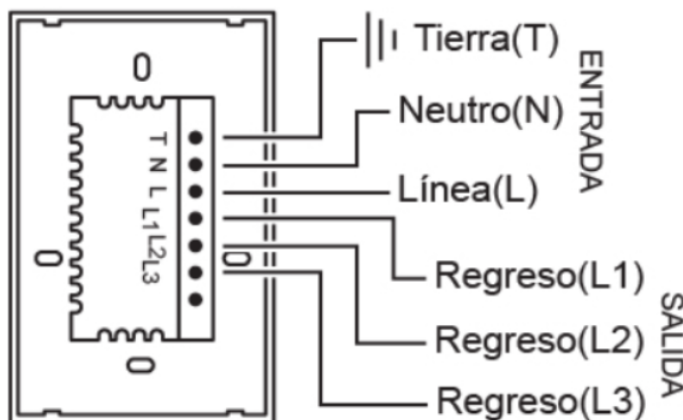 Tierra(T)
Neutro(N)
Línea(L)
ENTRADA
Regreso(L1)
Regreso(L2)
Regreso(L3)
SALIDA
T
N
L
L1
L2
L3